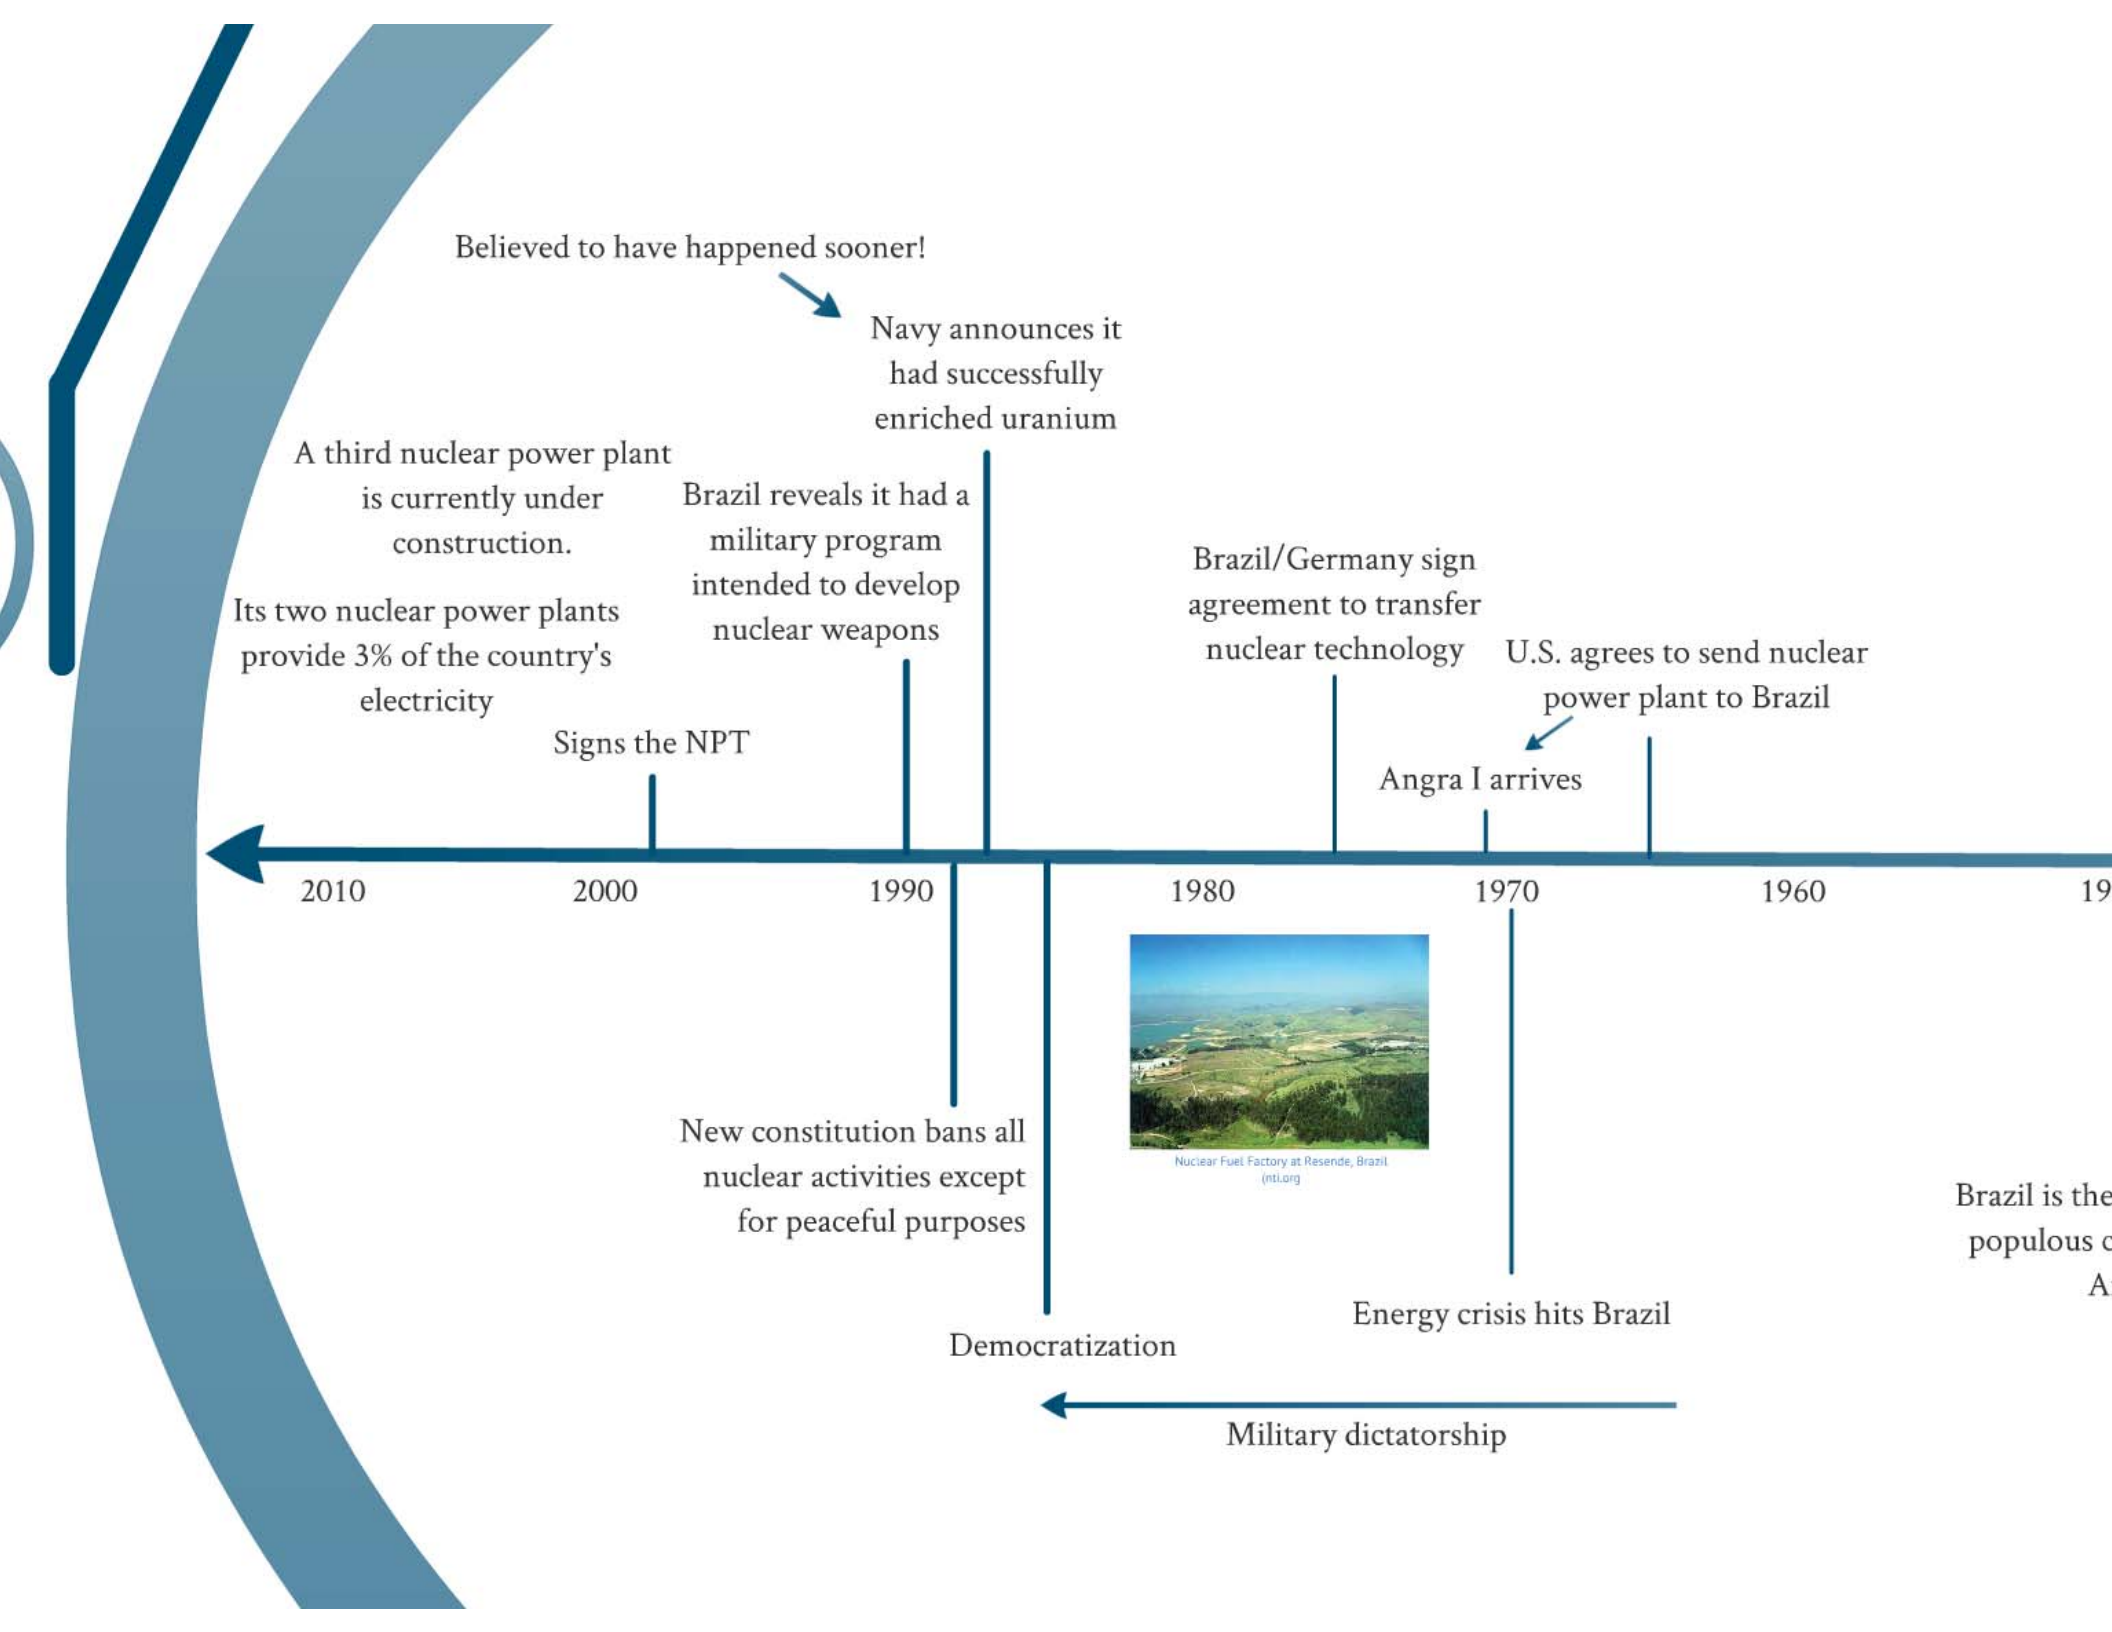 Believed to have happened sooner!
Navy announces it
had successfully
enriched uranium
A third nuclear power plant
is currently under
construction.
Brazil reveals it had a
military program
intended to develop
nuclear weapons
Its two nuclear power plants
provide 3% of the country's
electricity
Signs the NPT
Brazil/Germany sign
agreement to transfer
nuclear technology
U.S. agrees to send nuclear
power plant to Brazil
Angra I arrives
2010
2000
1990
1980
1970
1960
19
Nuclear Fuel Factory at Resende, Brazil
(nti.org
New constitution bans all
nuclear activities except
for peaceful purposes
Democratization
Energy crisis hits Brazil
Military dictatorship
Brazil is the
populous c
A